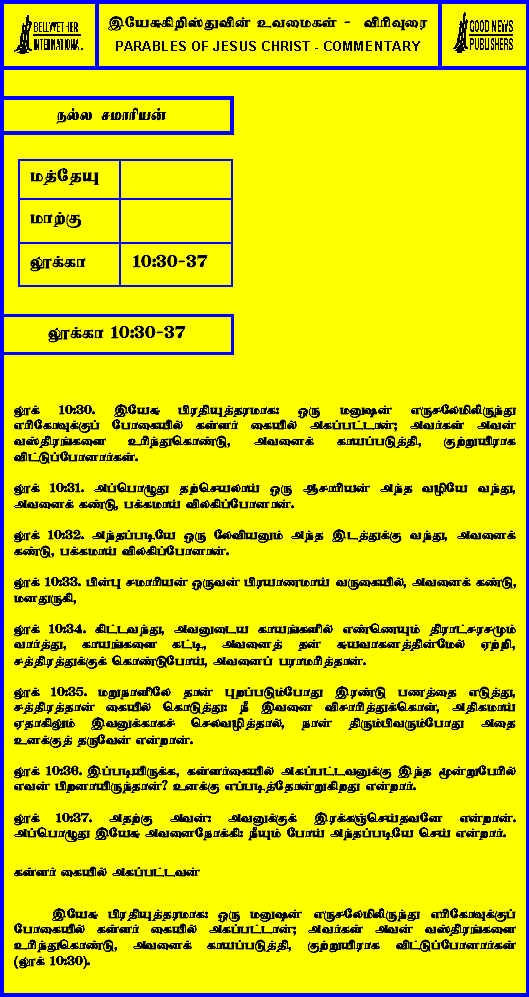 BELLWETHER
INTERNATIONAL
இயேசுகிறிஸ்துவின் உவமைகள் - விரிவுரை
PARABLES OF JESUS CHRIST - COMMENTARY
GOOD NEWS
PUBLISHERS
நல்ல சமாரியன்
மத்தேயு
மாற்கு
லூக்கா 10:30-37
லூக்கா 10:30-37
லூக் 10:30. இயேசு பிரதியுத்தரமாக: ஒரு மனுஷன் எருசலேமிலிருந்து
எரிகோவுக்குப் போகையில் கள்ளர் கையில் அகப்பட்டான்; அவர்கள் அவன்
வஸ்திரங்களை உரிந்துகொண்டு, அவனைக் காயப்படுத்தி, குற்றுயிராக
விட்டுப்போனார்கள்.
லூக் 10:31. அப்பொழுது தற்செயலாய் ஒரு ஆசாரியன் அந்த வழியே வந்து,
அவனைக் கண்டு, பக்கமாய் விலகிப்போனான்.
லூக் 10:32. அந்தப்படியே ஒரு லேவியனும் அந்த இடத்துக்கு வந்து, அவனைக்
கண்டு, பக்கமாய் விலகிப்போனான்.
லூக் 10:33. பின்பு சமாரியன் ஒருவன் பிரயாணமாய் வருகையில், அவனைக் கண்டு,
மனதுருகி,
லூக் 10:34. கிட்டவந்து, அவனுடைய காயங்களில் எண்ணெயும் திராட்சரசமும்
வார்த்து, காயங்களை கட்டி, அவனைத் தன் சுயவாகனத்தின்மேல் ஏற்றி,
சத்திரத்துக்குக் கொண்டுபோய், அவனைப் பராமரித்தான்.
லூக் 10:35. மறுநாளிலே தான் புறப்படும்போது இரண்டு பணத்தை எடுத்து,
சத்திரத்தான் கையில் கொடுத்து: நீ இவனை விசாரித்துக்கொள், அதிகமாய்
ஏதாகிலும் இவனுக்காகச் செலவழித்தால், நான் திரும்பிவரும்போது அதை
உனக்குத் தருவேன் என்றான்.
லூக் 10:36. இப்படியிருக்க, கள்ளர்கையில் அகப்பட்டவனுக்கு இந்த மூன்றுபேரில்
எவன் பிறனாயிருந்தான்? உனக்கு எப்படித்தோன்றுகிறது என்றார்.
லூக் 10:37. அதற்கு அவன்: அவனுக்குக் இரக்கஞ்செய்தவனே என்றான்.
அப்பொழுது இயேசு அவனைநோக்கி: நீயும் போய் அந்தப்படியே செய் என்றார்.
கள்ளர் கையில் அகப்பட்டவன்
இயேசு பிரதியுத்தரமாக: ஒரு மனுஷன் எருசலேமிலிருந்து எரிகோவுக்குப்
போகையில் கள்ளர் கையில் அகப்பட்டான்; அவர்கள் அவன் வஸ்திரங்களை
உரிந்துகொண்டு, அவனைக் காயப்படுத்தி, குற்றுயிராக விட்டுப்போனார்கள்
(லூக் 10:30).